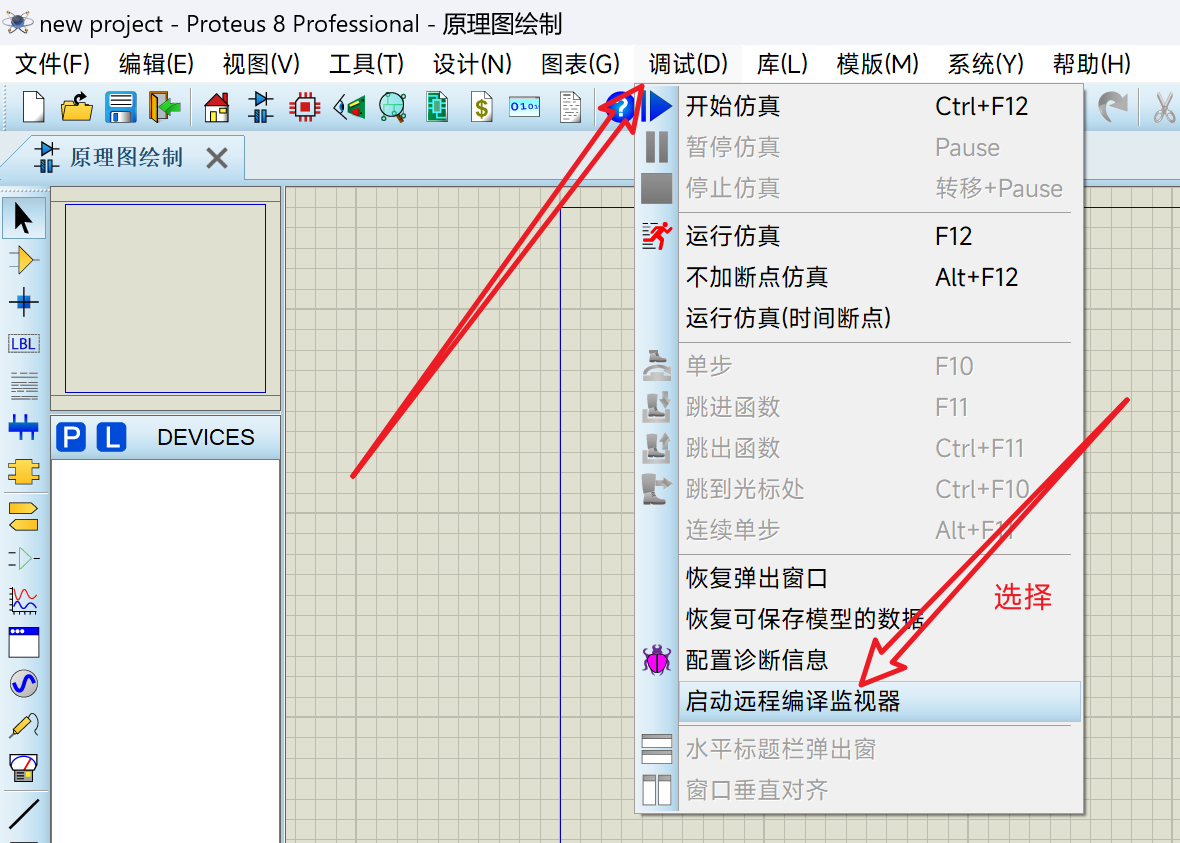 new project - Proteus 8 Professional - 原理图绘制
文件(F) 编辑(E) 视图(V) 工具(T) 设计(N) 图表(G) 调试(D) 库(L) 模版(M) 系统(Y) 帮助(H)
$
?
原理图绘制
开始仿真 Ctrl+F12
暂停仿真 Pause
停止仿真 转移+Pause
运行仿真 F12
不加断点仿真 Alt+F12
运行仿真(时间断点)
LBL
单步 F10
跳进函数 F11
P L DEVICES
跳出函数 Ctrl+F11
跳到光标处 Ctrl+F10
连续单步 Alt+F11
恢复弹出窗口
选择
恢复可保存模型的数据
配置诊断信息
启动远程编译监视器
水平标题栏弹出窗
窗口垂直对齐